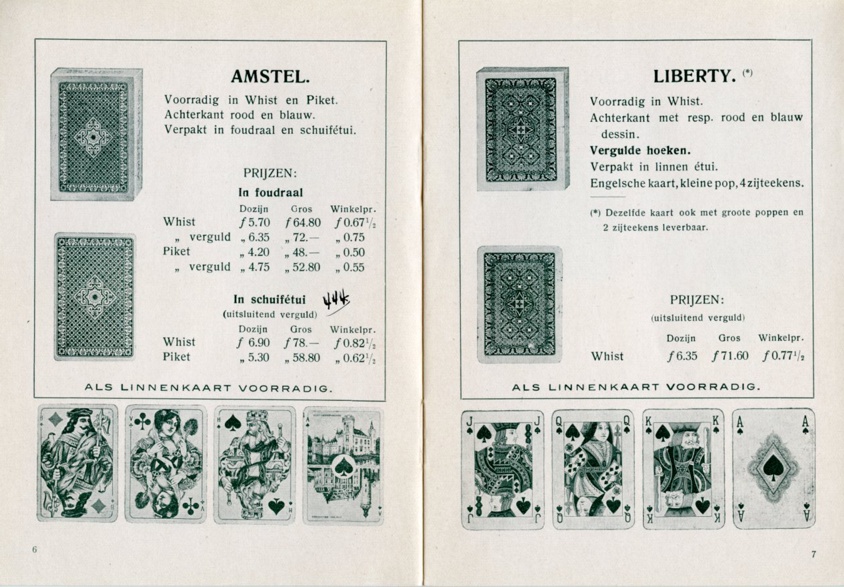 AMSTEL.
Voorradig in Whist en Piket.
Achterkant rood en blauw.
Verpakt in foudraal en schuifétui.
PRIJZEN:
In foudraal
Dozijn Gros Winkelpr.
Whist f 5.70 f 64.80 f 0.67½
„ verguld „ 6.35 „ 72.— „ 0.75
Piket „ 4.20 „ 48.— „ 0.50
„ verguld „ 4.75 „ 52.80 „ 0.55
In schuifétui
(uitsluitend verguld)
Dozijn Gros Winkelpr.
Whist f 6.90 f 78.— f 0.82½
Piket „ 5.30 „ 58.80 „ 0.62½
ALS LINNENKAART VOORRADIG.
6
LIBERTY. (*)
Voorradig in Whist.
Achterkant met resp. rood en blauw
dessin.
Vergulde hoeken.
Verpakt in linnen étui.
Engelsche kaart, kleine pop, 4 zijteekens.
(*) Dezelfde kaart ook met groote poppen en
2 zijteekens leverbaar.
PRIJZEN:
(uitsluitend verguld)
Dozijn Gros Winkelpr.
Whist f 6.35 f 71.60 f 0.77½
ALS LINNENKAART VOORRADIG.
J J Q Q K K A A
J J Q Q K K A A
7